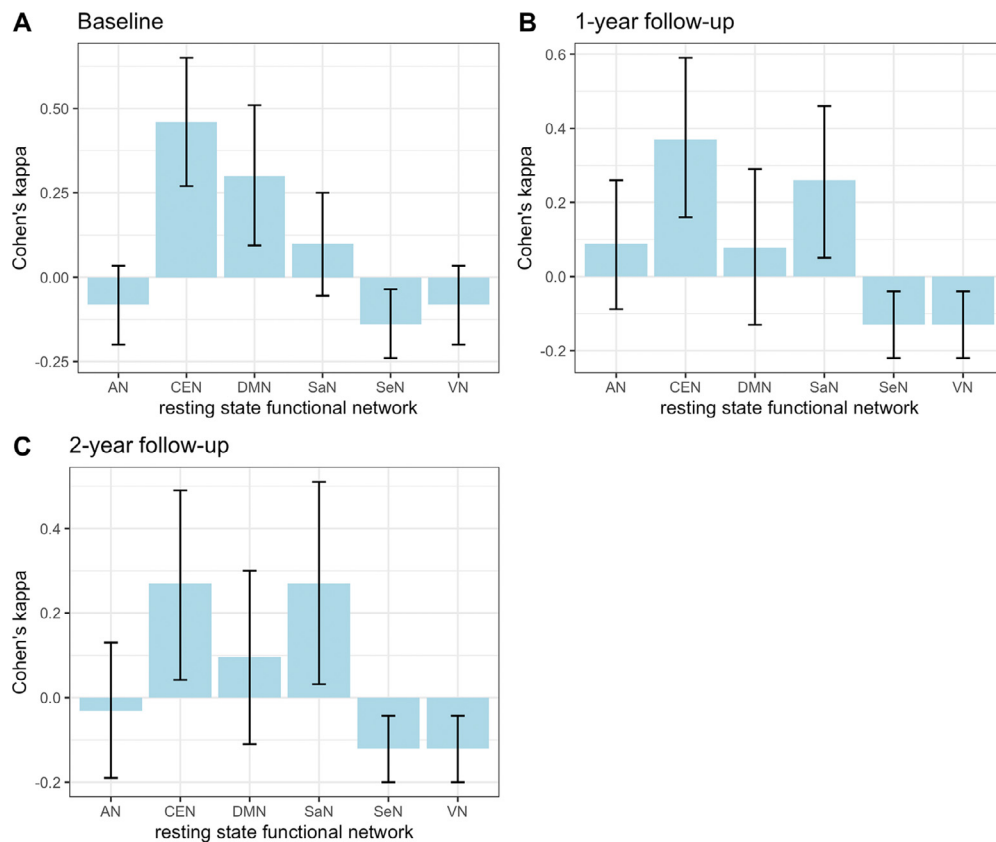 A Baseline
Cohen's kappa
0.50
0.25
0.00
-0.25
AN CEN DMN SaN SeN VN
resting state functional network
B 1-year follow-up
Cohen's kappa
0.6
0.4
0.2
0.0
-0.2
AN CEN DMN SaN SeN VN
resting state functional network
C 2-year follow-up
Cohen's kappa
0.4
0.2
0.0
-0.2
AN CEN DMN SaN SeN VN
resting state functional network